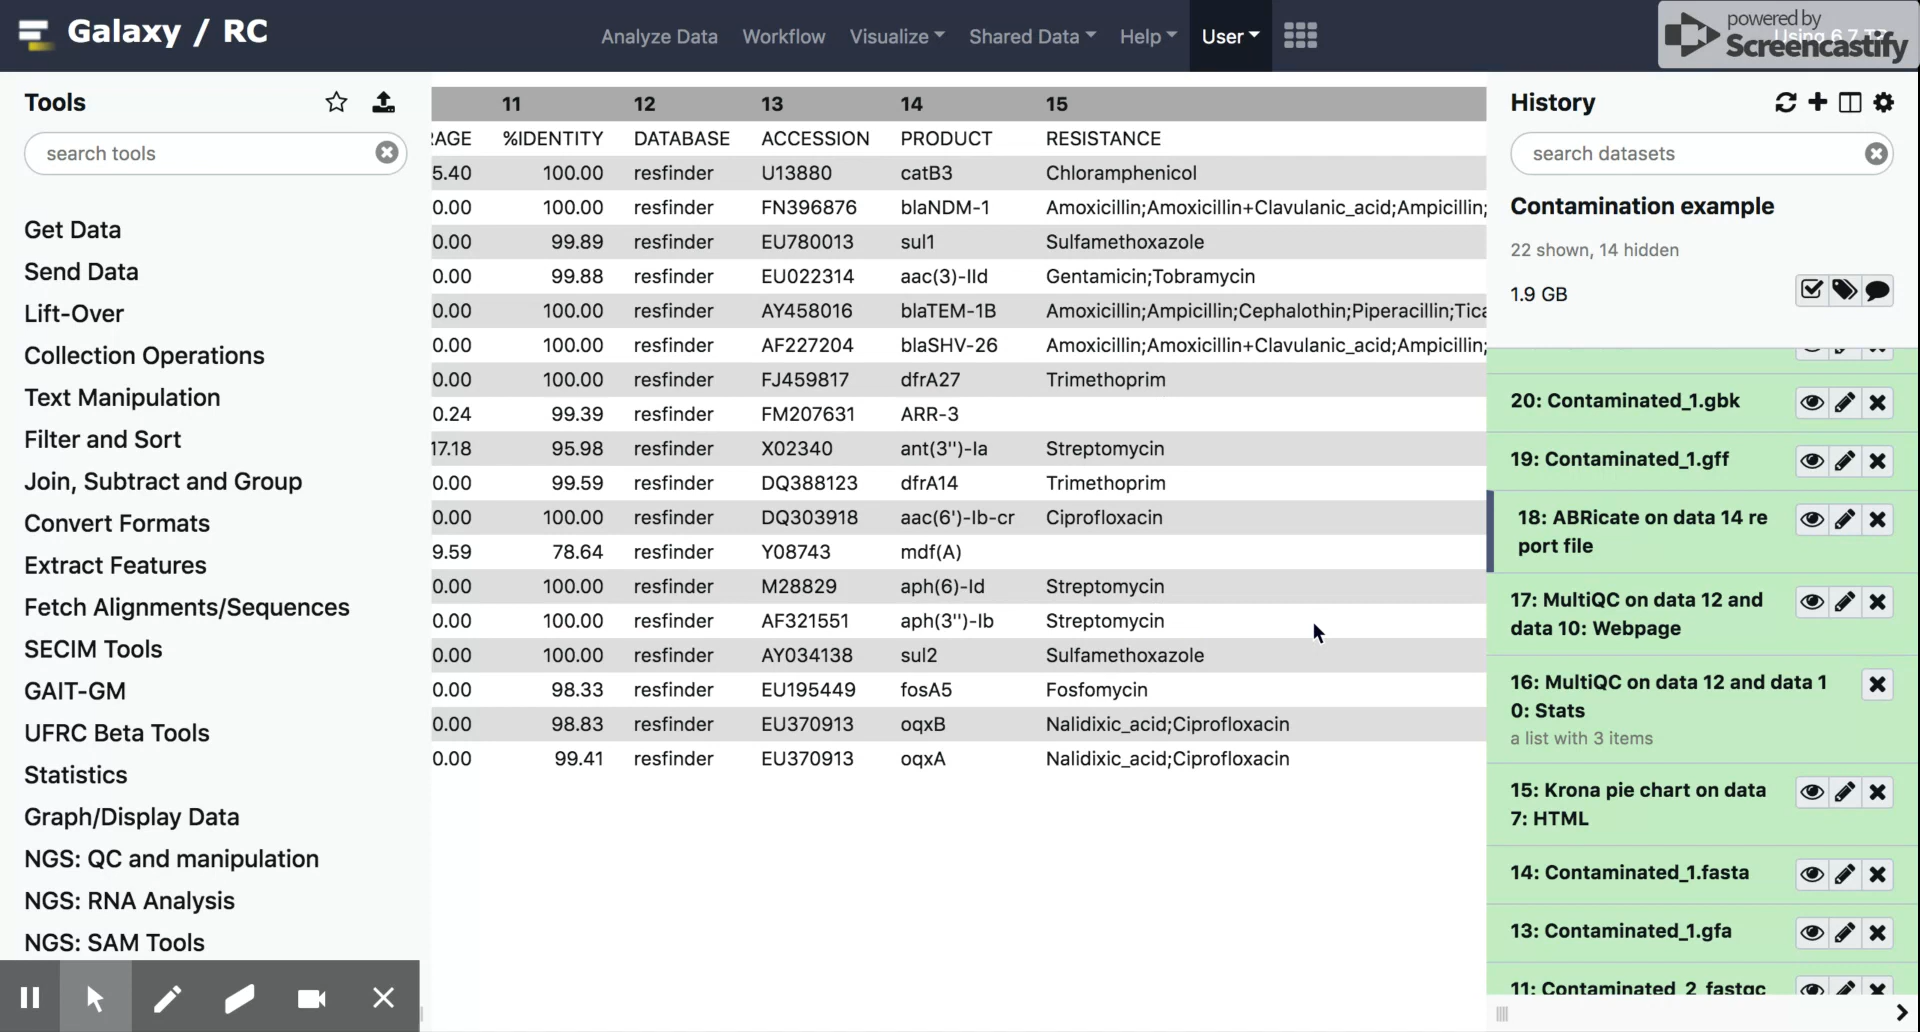 Galaxy / RC
Analyze Data Workflow Visualize Shared Data Help User
powered by
Screencastify
Tools
search tools
Get Data
Send Data
Lift-Over
Collection Operations
Text Manipulation
Filter and Sort
Join, Subtract and Group
Convert Formats
Extract Features
Fetch Alignments/Sequences
SECIM Tools
GAIT-GM
UFRC Beta Tools
Statistics
Graph/Display Data
NGS: QC and manipulation
NGS: RNA Analysis
NGS: SAM Tools
11 12 13 14 15
RAGE %IDENTITY DATABASE ACCESSION PRODUCT RESISTANCE
5.40 100.00 resfinder U13880 catB3 Chloramphenicol
0.00 100.00 resfinder FN396876 blaNDM-1 Amoxicillin;Amoxicillin+Clavulanic_acid;Ampicillin;
0.00 99.89 resfinder EU780013 sul1 Sulfamethoxazole
0.00 99.88 resfinder EU022314 aac(3)-IId Gentamicin;Tobramycin
0.00 100.00 resfinder AY458016 blaTEM-1B Amoxicillin;Ampicillin;Cephalothin;Piperacillin;Tica
0.00 100.00 resfinder AF227204 blaSHV-26 Amoxicillin;Amoxicillin+Clavulanic_acid;Ampicillin;
0.00 100.00 resfinder FJ459817 dfrA27 Trimethoprim
0.24 99.39 resfinder FM207631 ARR-3
17.18 95.98 resfinder X02340 ant(3'')-Ia Streptomycin
0.00 99.59 resfinder DQ388123 dfrA14 Trimethoprim
0.00 100.00 resfinder DQ303918 aac(6')-Ib-cr Ciprofloxacin
9.59 78.64 resfinder Y08743 mdf(A)
0.00 100.00 resfinder M28829 aph(6)-Id Streptomycin
0.00 100.00 resfinder AF321551 aph(3'')-Ib Streptomycin
0.00 100.00 resfinder AY034138 sul2 Sulfamethoxazole
0.00 98.33 resfinder EU195449 fosA5 Fosfomycin
0.00 98.83 resfinder EU370913 oqxB Nalidixic_acid;Ciprofloxacin
0.00 99.41 resfinder EU370913 oqxA Nalidixic_acid;Ciprofloxacin
History
search datasets
Contamination example
22 shown, 14 hidden
1.9 GB
20: Contaminated_1.gbk
19: Contaminated_1.gff
18: ABRicate on data 14 re
port file
17: MultiQC on data 12 and
data 10: Webpage
16: MultiQC on data 12 and data 1
0: Stats
a list with 3 items
15: Krona pie chart on data
7: HTML
14: Contaminated_1.fasta
13: Contaminated_1.gfa
11: Contaminated_2_fastqc